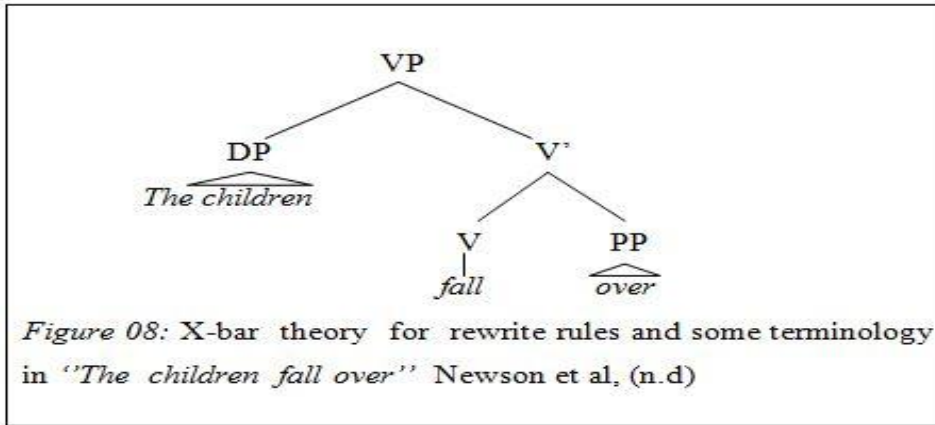 VP
DP V’
The children
V PP
fall over
Figure 08: X-bar theory for rewrite rules and some terminology
in ‘’The children fall over’’ Newson et al, (n.d)